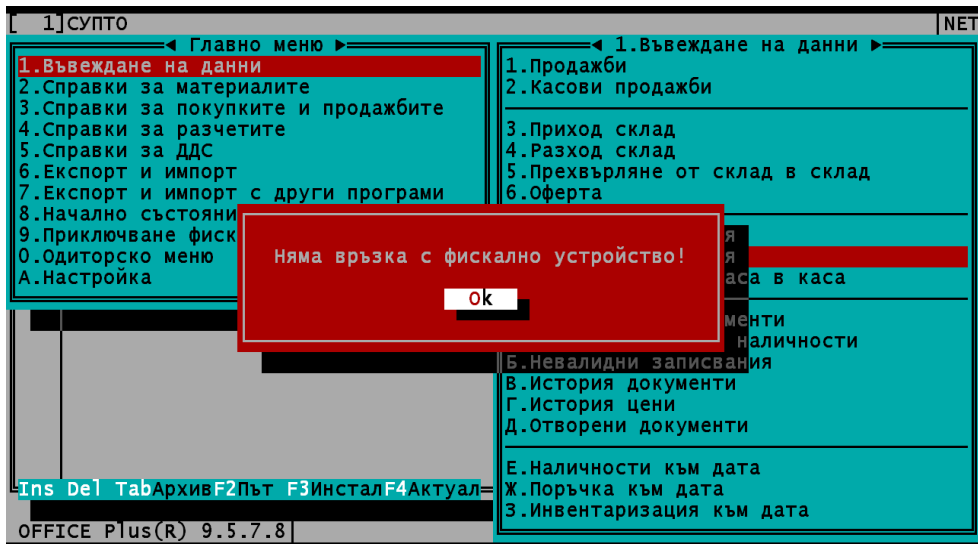 [ 1]СУПТО
NET
Главно меню
1.Въвеждане на данни
2.Справки за материалите
3.Справки за покупките и продажбите
4.Справки за разчетите
5.Справки за ДДС
6.Експорт и импорт
7.Експорт и импорт с други програми
8.Начално състояни
9.Приключване фиск
0.Одиторско меню
А.Настройка
1.Въвеждане на данни
1.Продажби
2.Касови продажби
3.Приход склад
4.Разход склад
5.Прехвърляне от склад в склад
6.Оферта
я
я
аса в каса
менти
наличности
Б.Невалидни записвания
В.История документи
Г.История цени
Д.Отворени документи
Е.Наличности към дата
Ж.Поръчка към дата
З.Инвентаризация към дата
Няма връзка с фискално устройство!
Ok
Ins Del TabАрхивF2Път F3ИнсталF4Актуал
OFFICE Plus(R) 9.5.7.8